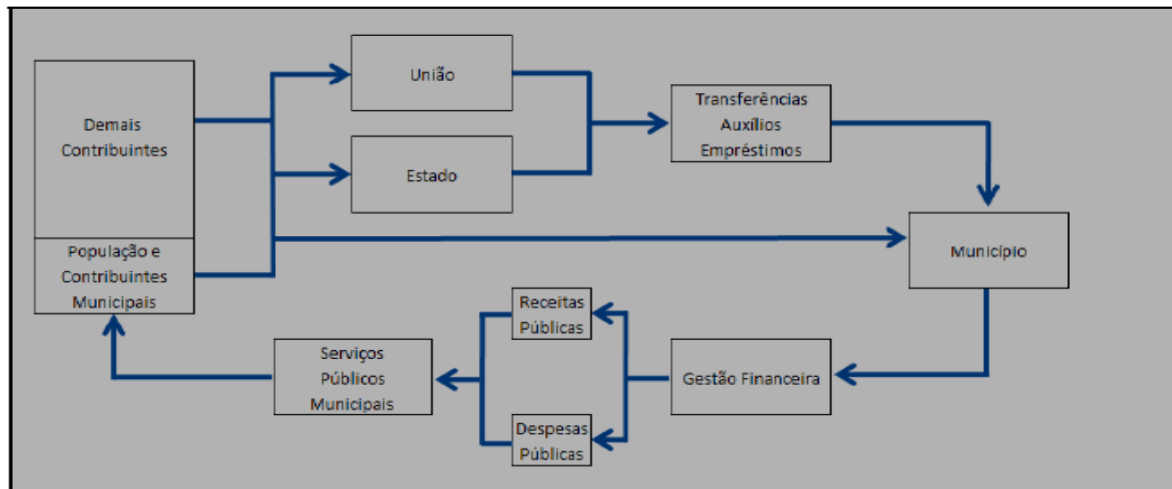 Demais
Contribuintes
População e
Contribuintes
Municipais
União
Estado
Transferências
Auxílios
Empréstimos
Município
Gestão Financeira
Receitas
Públicas
Despesas
Públicas
Serviços
Públicos
Municipais